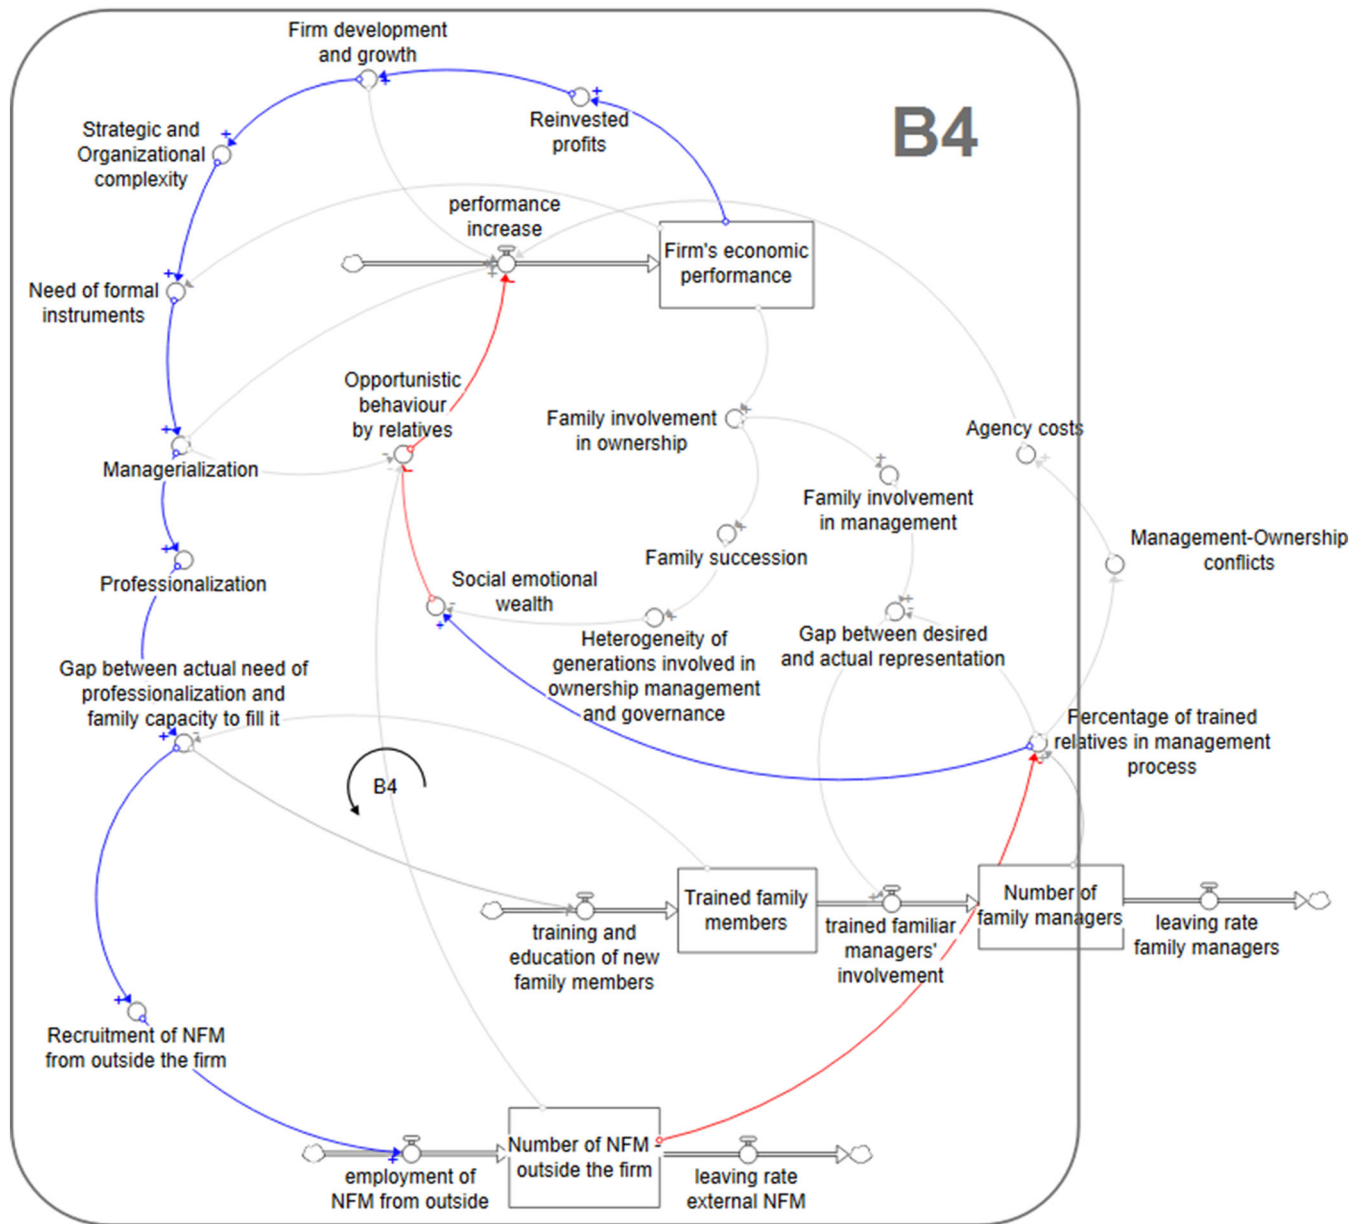 Firm development
and growth
B4
Reinvested
profits
Strategic and
Organizational
complexity
performance
increase
Firm's economic
performance
Need of formal
instruments
Opportunistic
behaviour
by relatives
Family involvement
in ownership
Agency costs
Managerialization
Family involvement
in management
Management-Ownership
conflicts
Family succession
Professionalization
Social emotional
wealth
Heterogeneity of
generations involved in
ownership management
and governance
Gap between desired
and actual representation
Gap between actual need of
professionalization and
family capacity to fill it
Percentage of trained
relatives in management
process
B4
Trained family
members
Number of
family managers
training and
education of new
family members
trained familiar
managers'
involvement
leaving rate
family managers
Recruitment of NFM
from outside the firm
Number of NFM
outside the firm
employment of
NFM from outside
leaving rate
external NFM